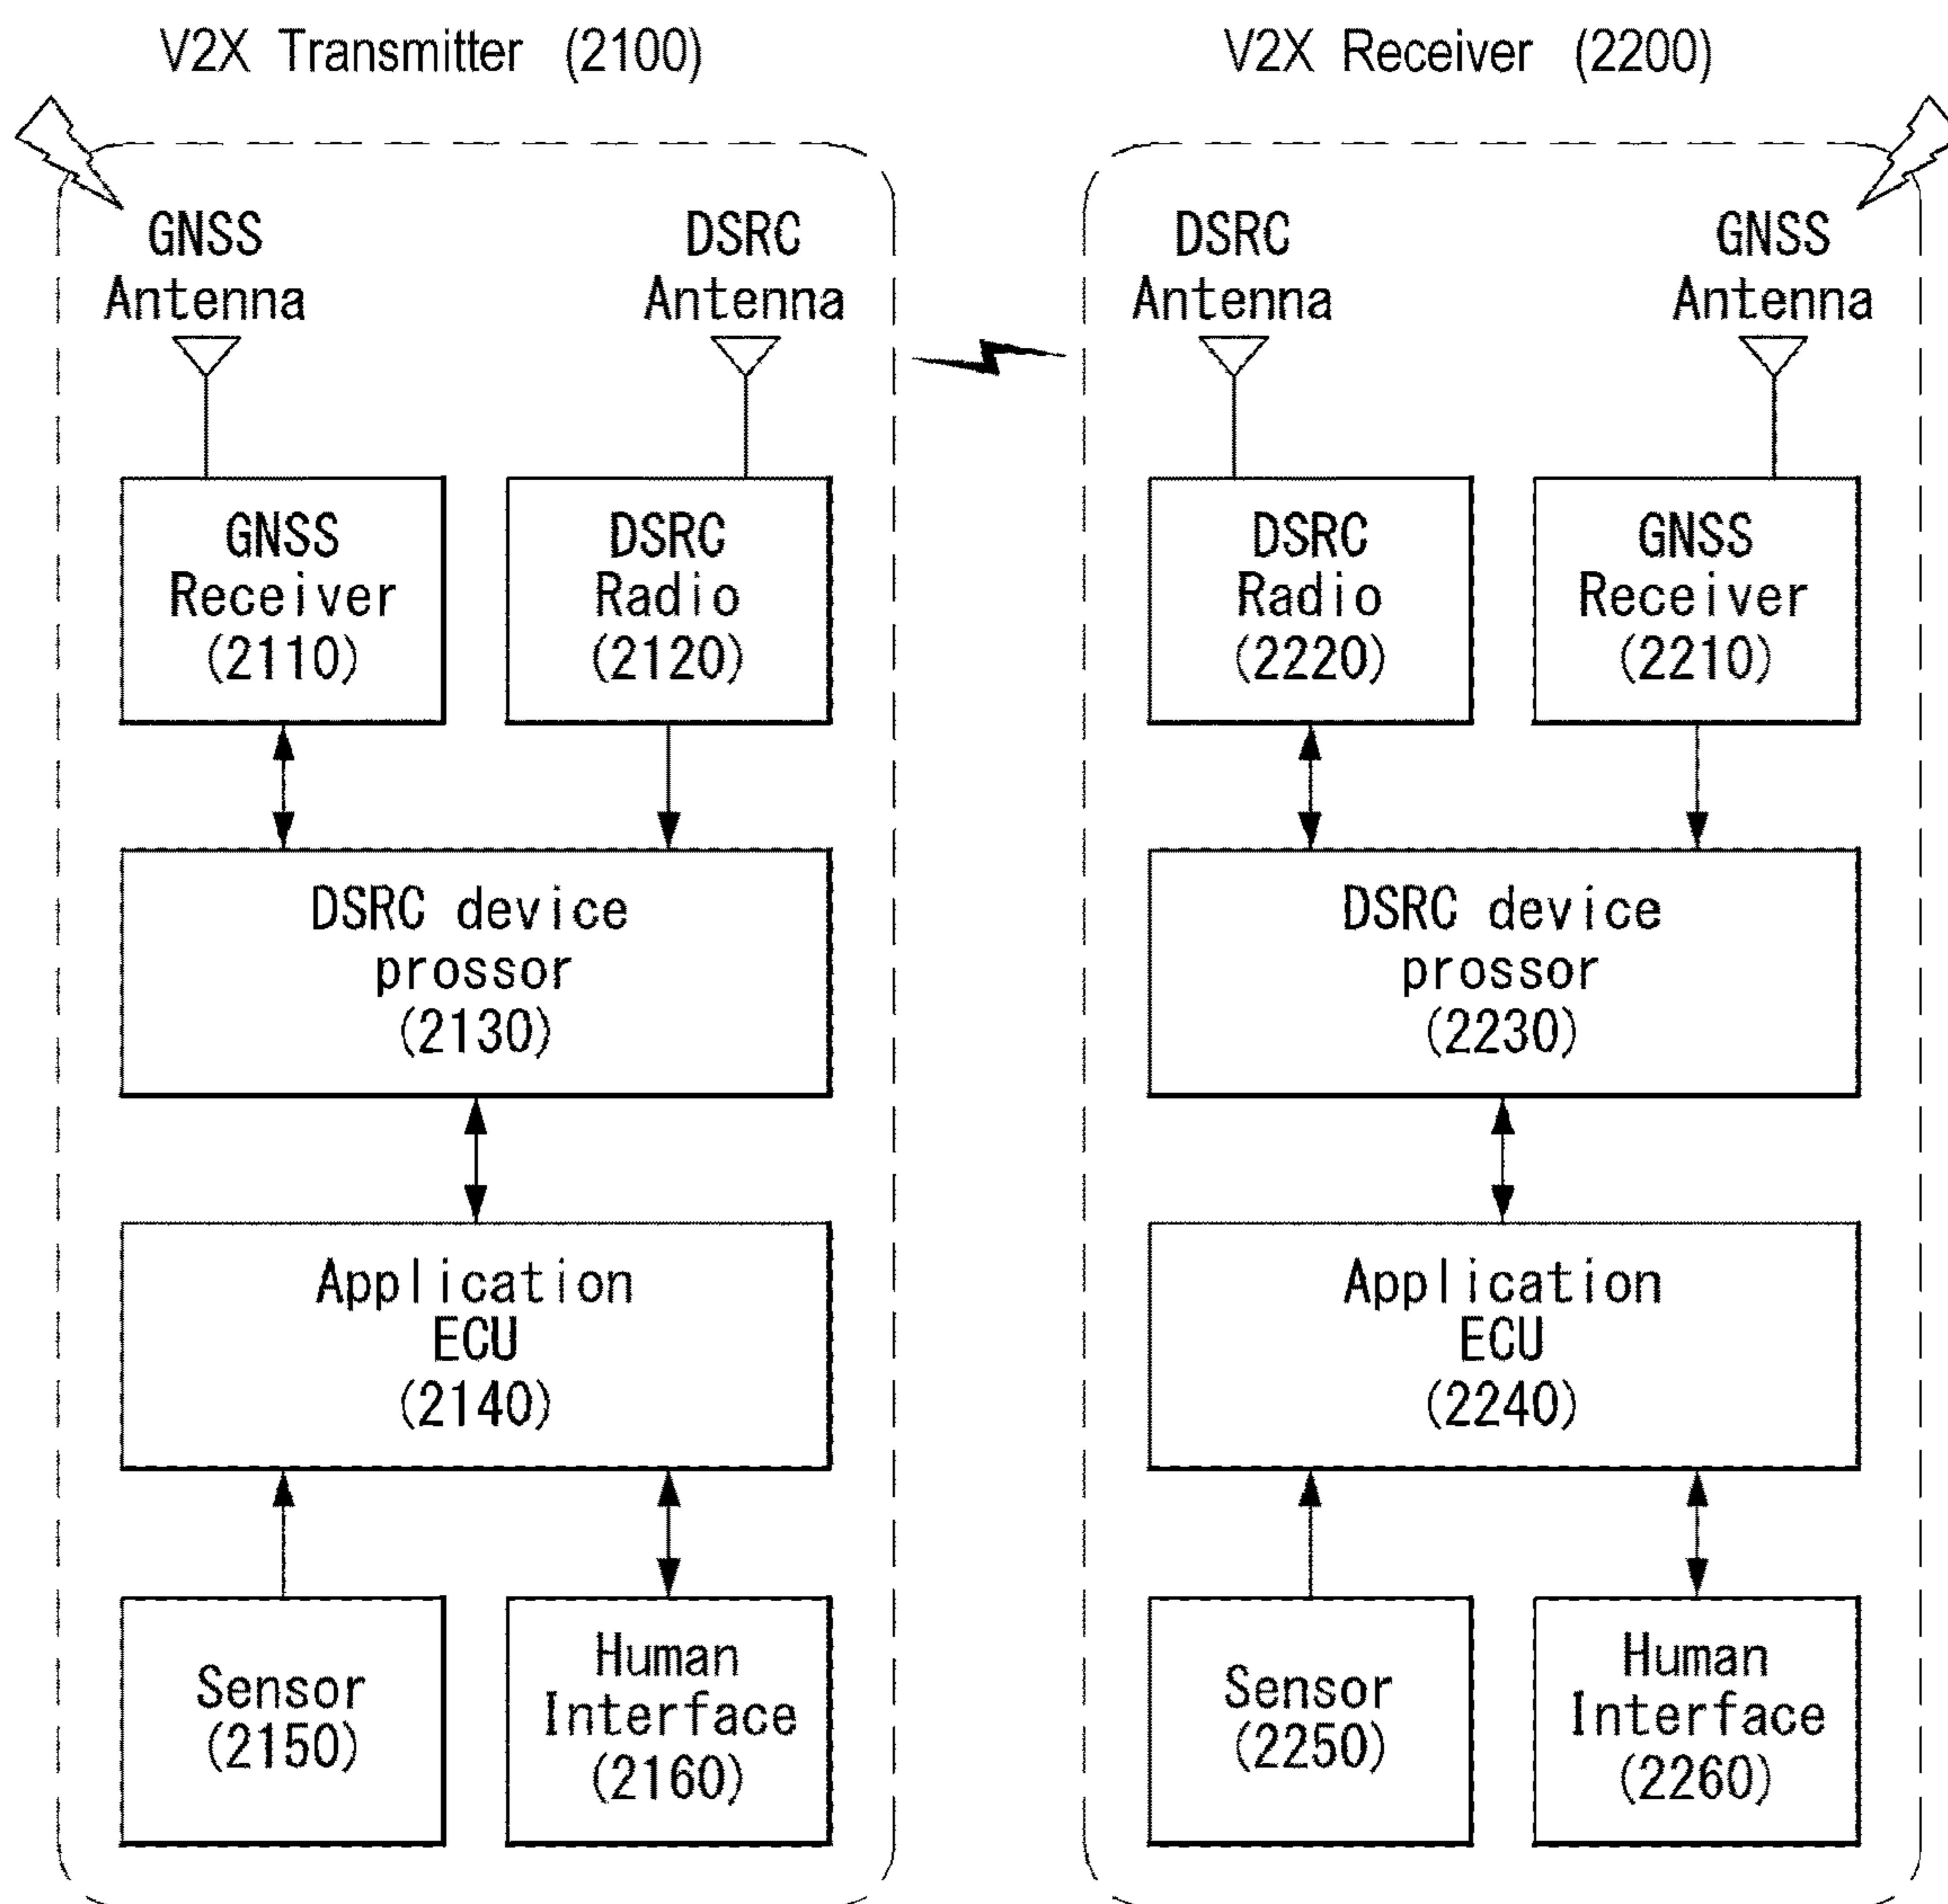 V2X Transmitter (2100)
GNSS
Antenna
DSRC
Antenna
GNSS
Receiver
(2110)
DSRC
Radio
(2120)
DSRC device
prossor
(2130)
Application
ECU
(2140)
Sensor
(2150)
Human
Interface
(2160)
V2X Receiver (2200)
DSRC
Antenna
GNSS
Antenna
DSRC
Radio
(2220)
GNSS
Receiver
(2210)
DSRC device
prossor
(2230)
Application
ECU
(2240)
Sensor
(2250)
Human
Interface
(2260)